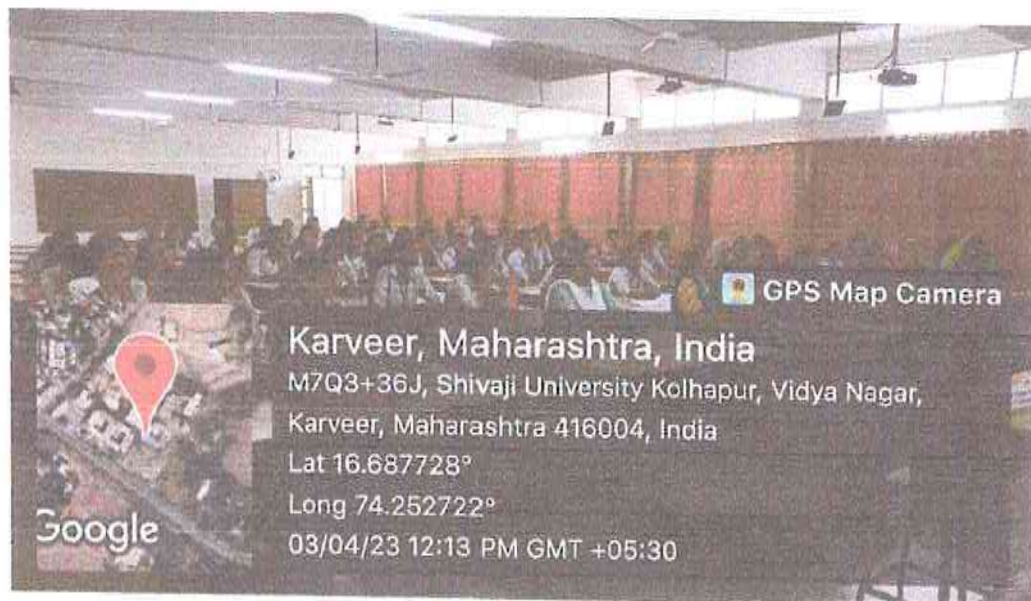 GPS Map Camera
Karveer, Maharashtra, India
M7Q3+36J, Shivaji University Kolhapur, Vidya Nagar,
Karveer, Maharashtra 416004, India
Lat 16.687728°
Long 74.252722°
03/04/23 12:13 PM GMT +05:30
Google